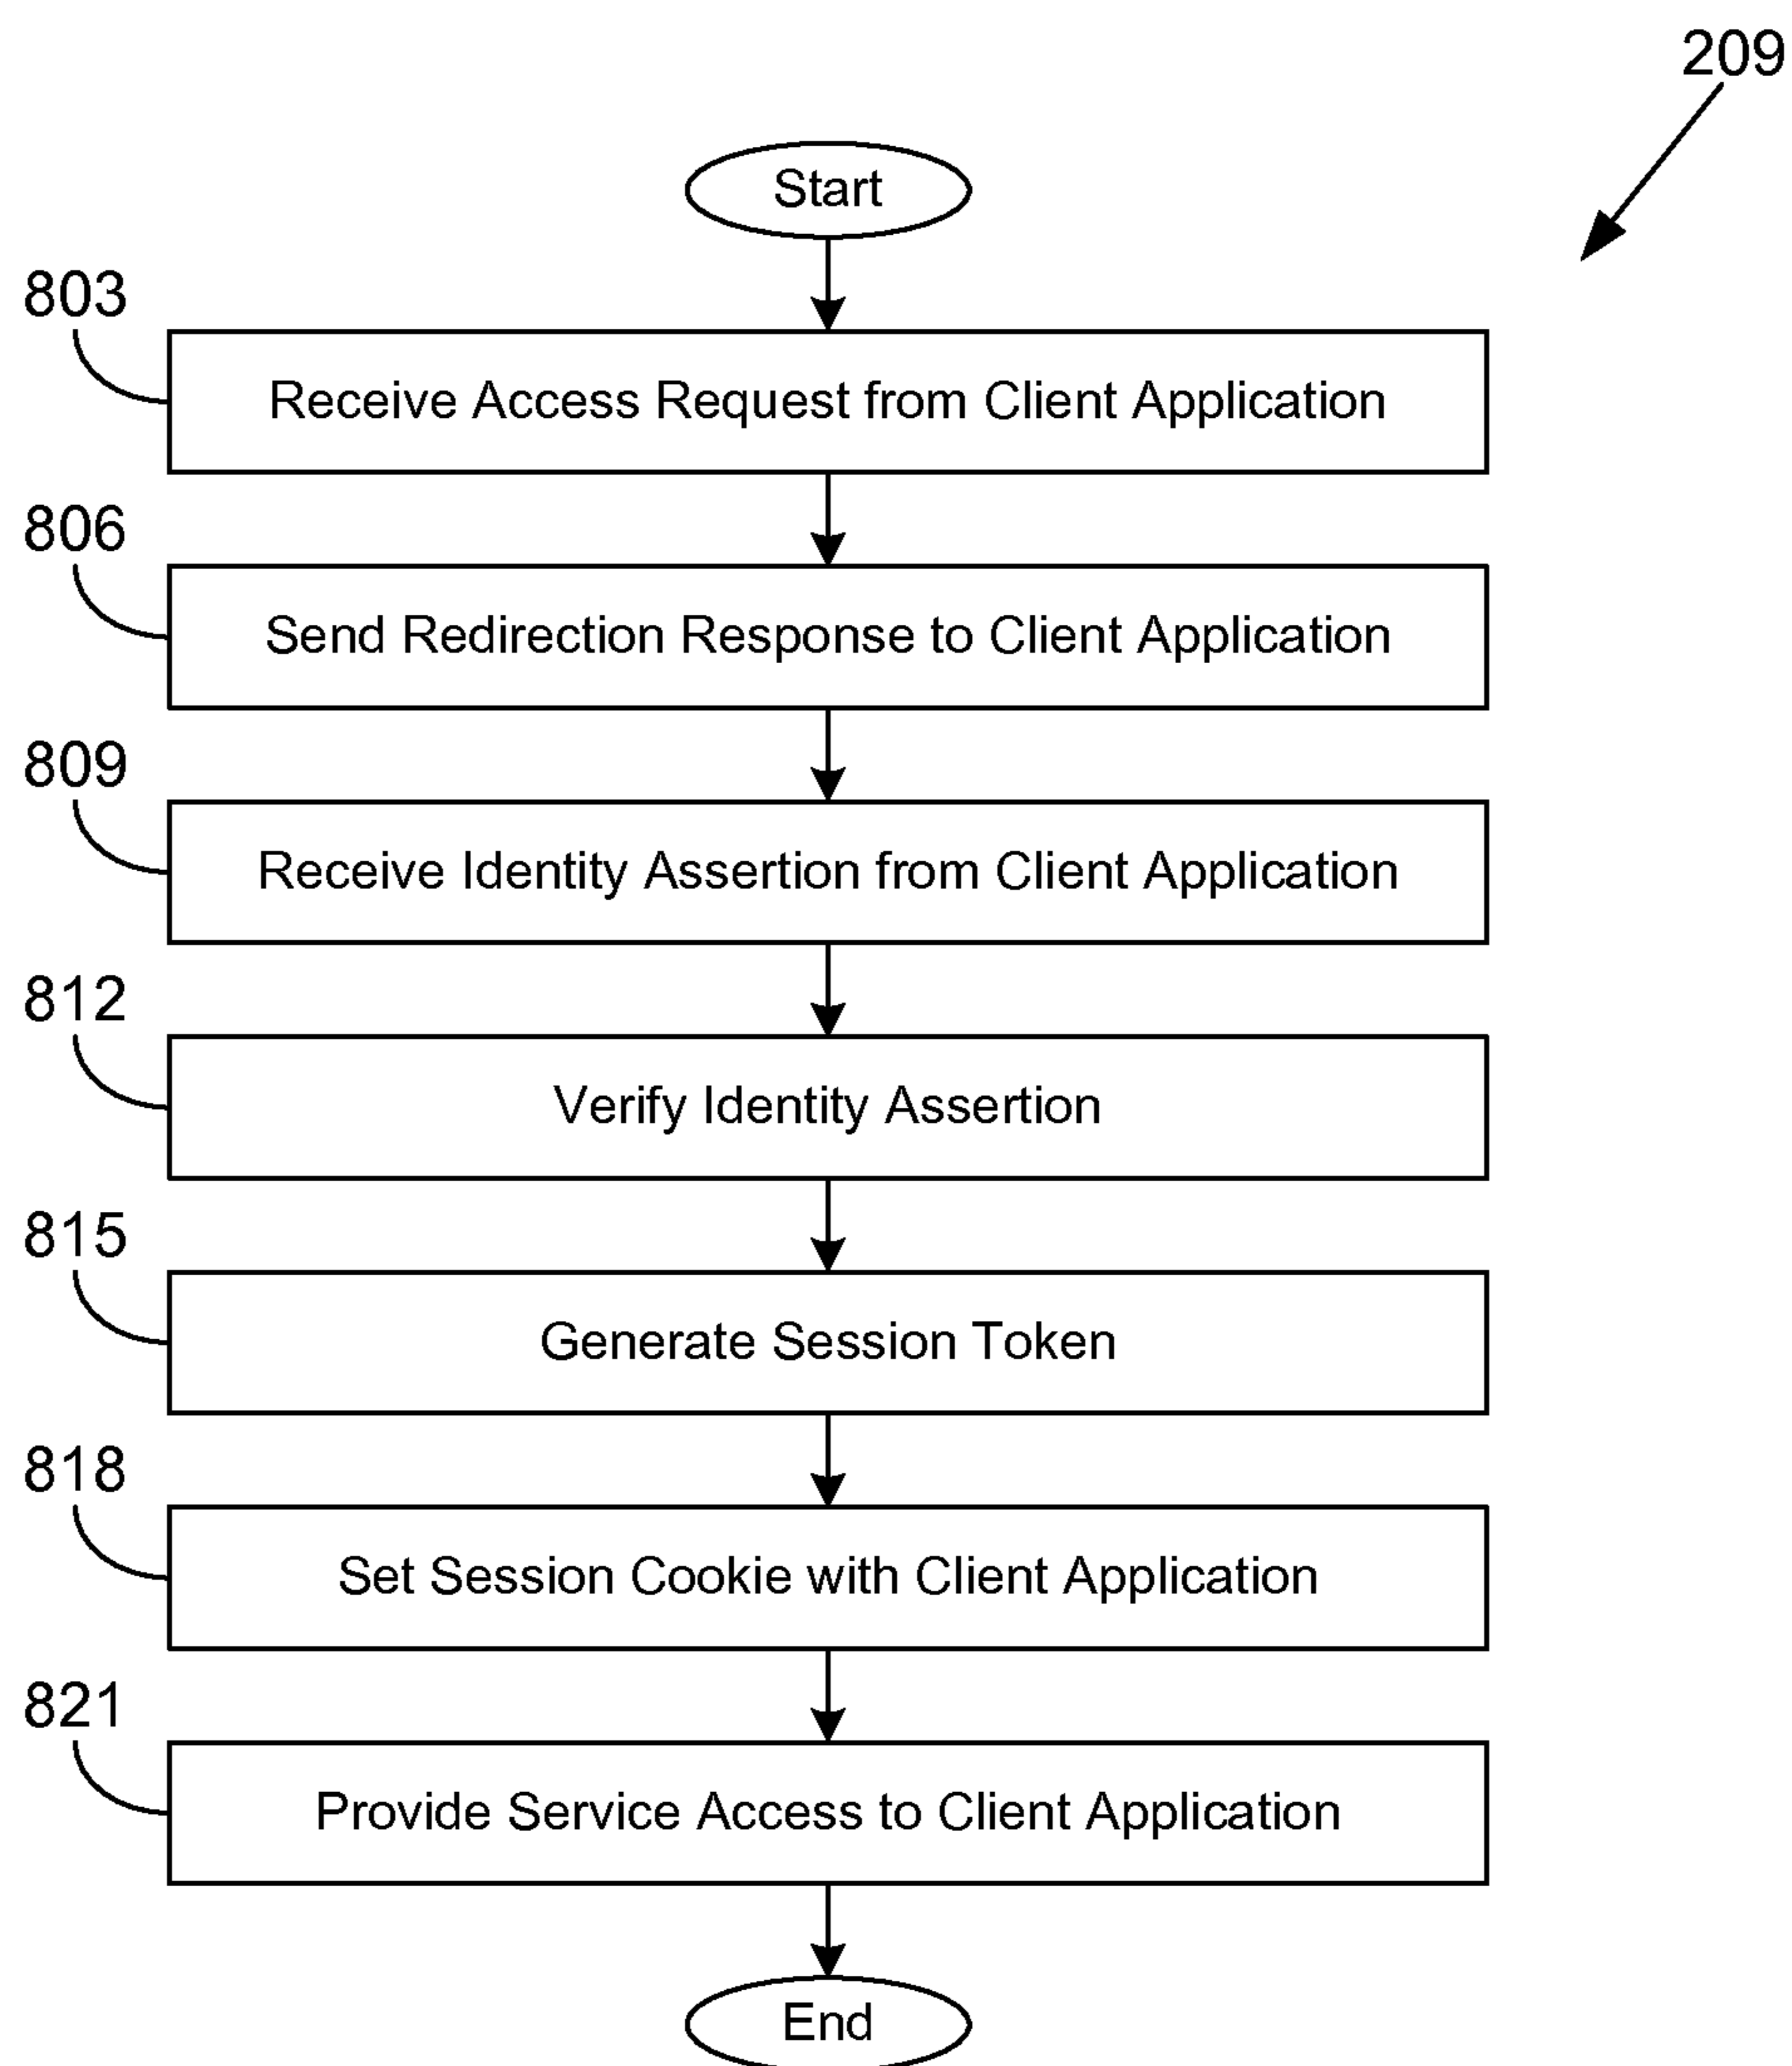 209
Start
803
Receive Access Request from Client Application
806
Send Redirection Response to Client Application
809
Receive Identity Assertion from Client Application
812
Verify Identity Assertion
815
Generate Session Token
818
Set Session Cookie with Client Application
821
Provide Service Access to Client Application
End